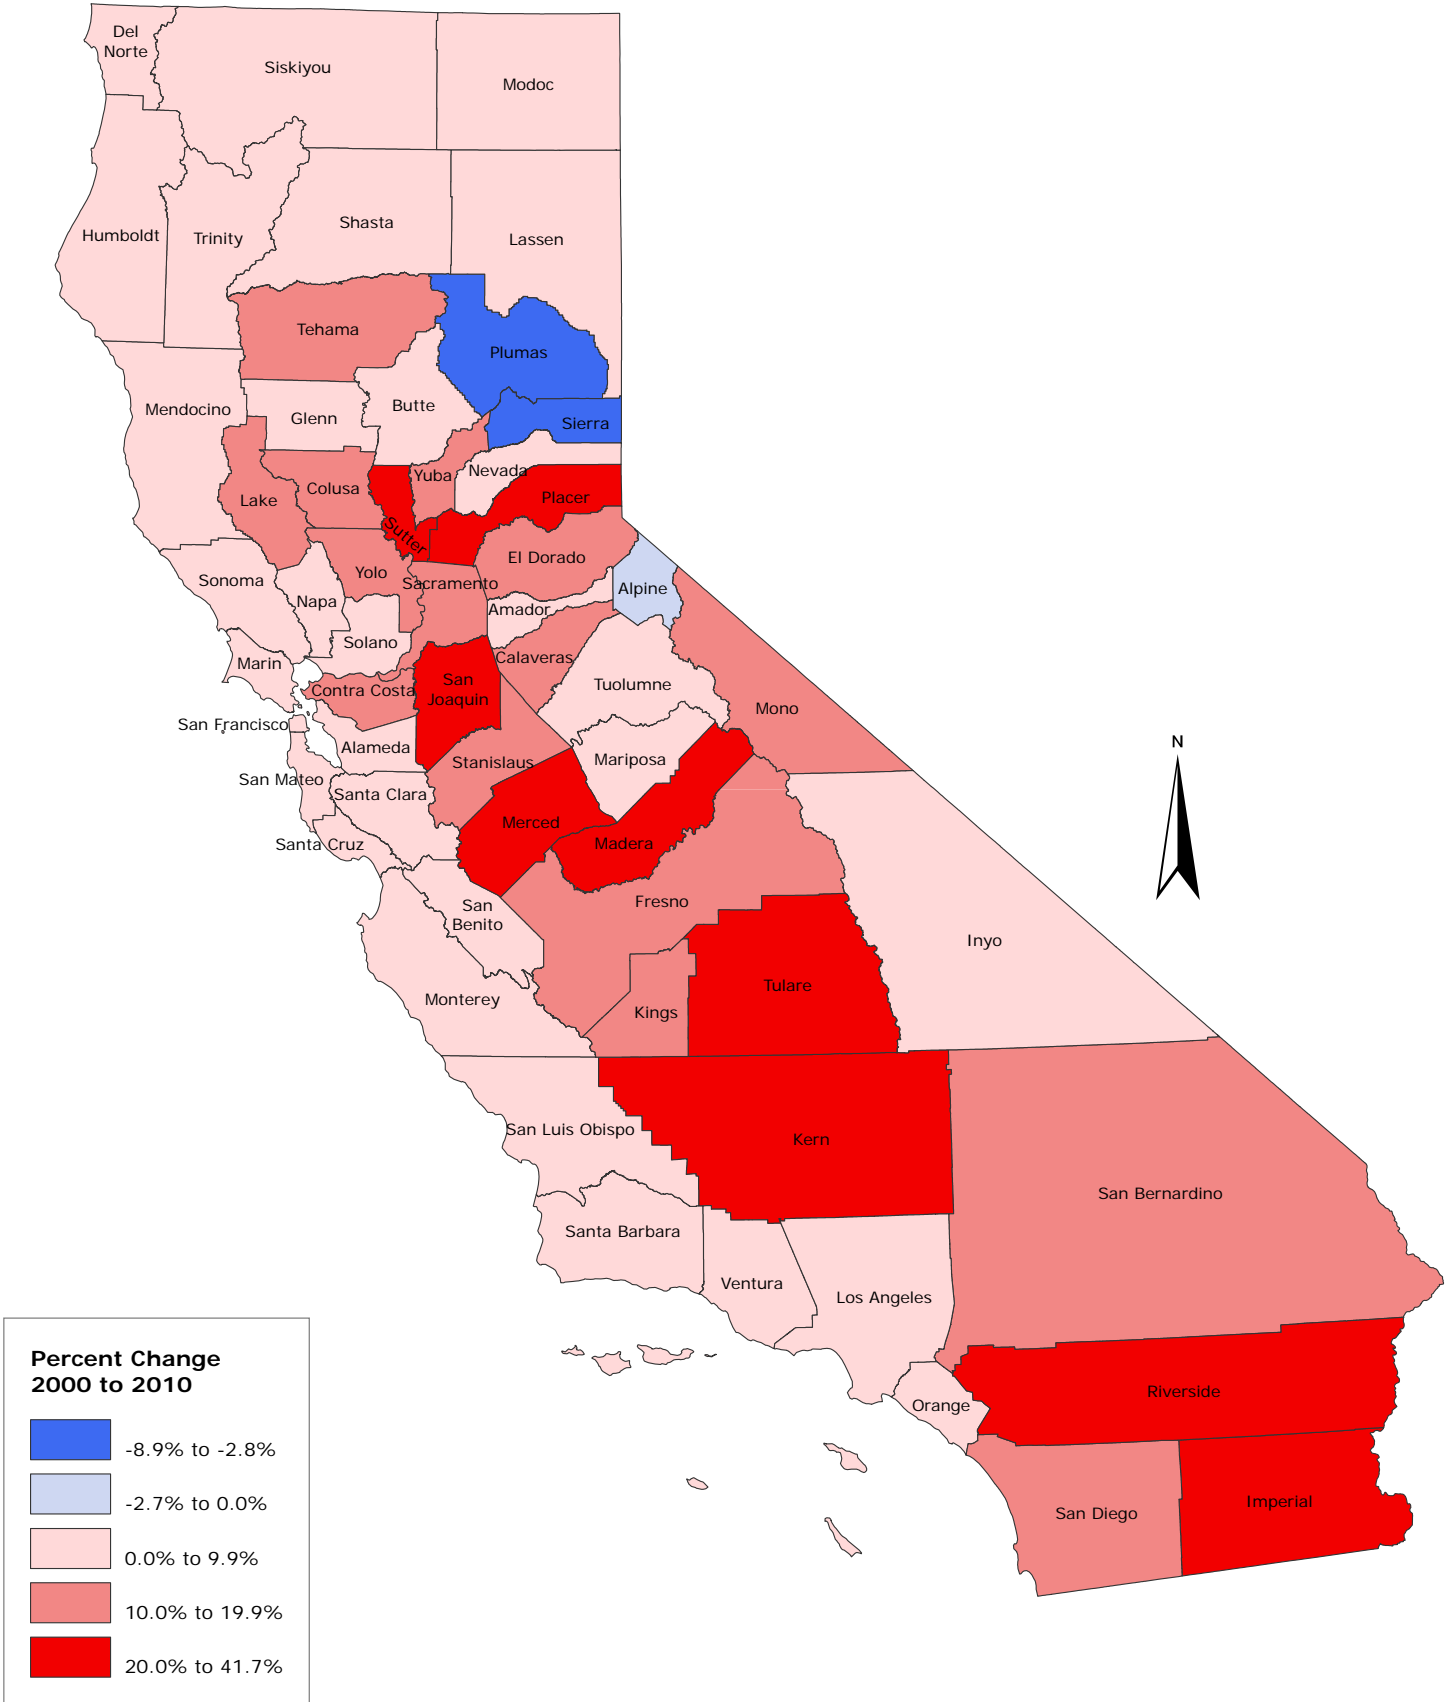 Del
Norte
Siskiyou
Modoc
Humboldt
Trinity
Shasta
Lassen
Tehama
Plumas
Mendocino
Glenn
Butte
Sierra
Lake
Colusa
Yuba
Nevada
Placer
Sutter
El Dorado
Sonoma
Napa
Yolo
Sacramento
Alpine
Amador
Solano
Marin
Calaveras
Contra Costa
San
Joaquin
Tuolumne
Mono
San Francisco
Alameda
Stanislaus
Mariposa
N
San Mateo
Santa Clara
Merced
Madera
Santa Cruz
Fresno
San
Benito
Inyo
Monterey
Kings
Tulare
San Luis Obispo
Kern
San Bernardino
Santa Barbara
Ventura
Los Angeles
Orange
Riverside
San Diego
Imperial
Percent Change
2000 to 2010
-8.9% to -2.8%
-2.7% to 0.0%
0.0% to 9.9%
10.0% to 19.9%
20.0% to 41.7%